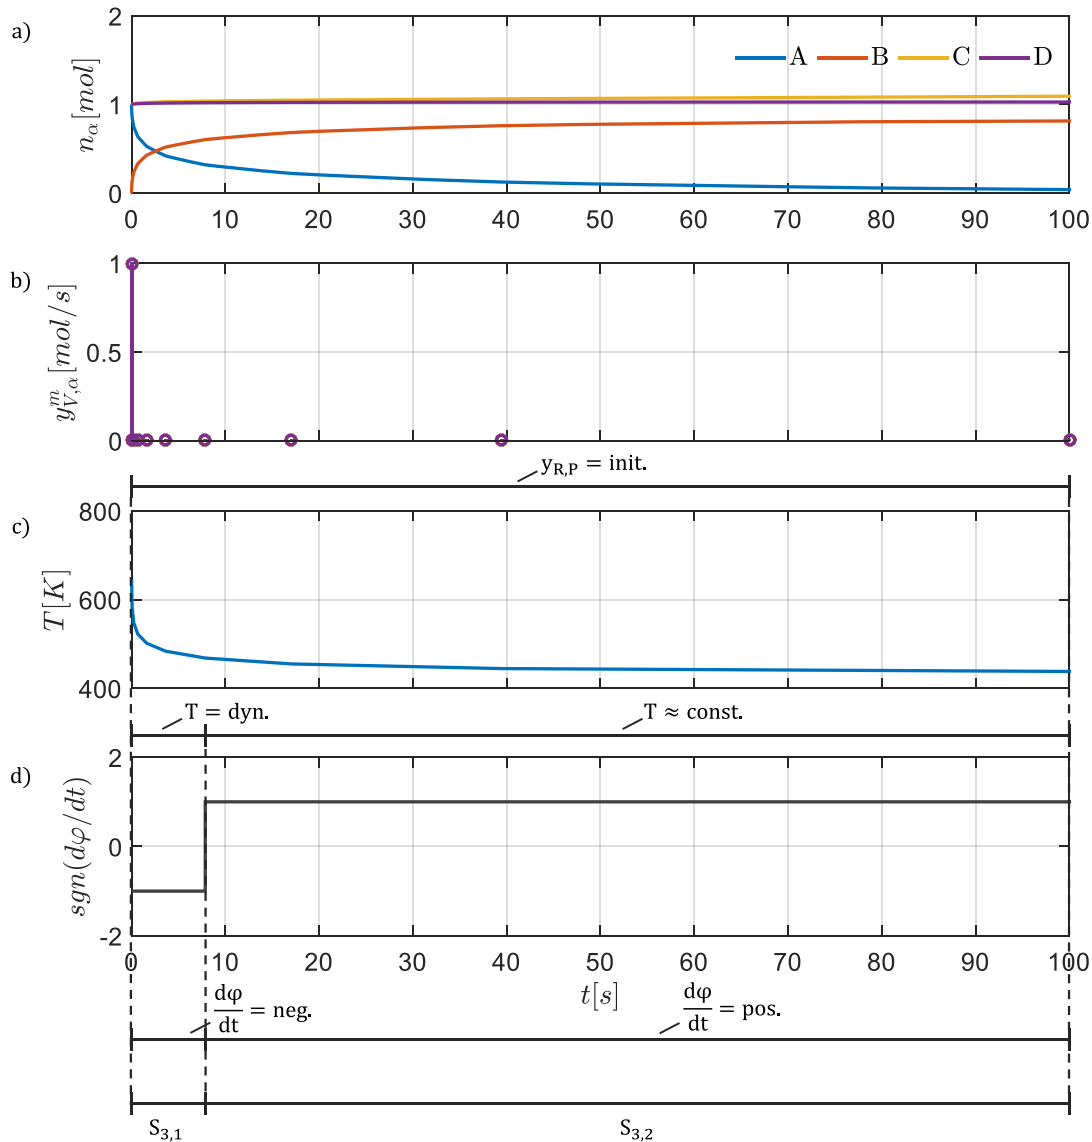 a)
2
1
0
n_α[mol]
A B C D
0 10 20 30 40 50 60 70 80 90 100
b)
1
0.5
0
y^m_{V,α}[mol/s]
y_{R,P} = init.
c)
800
600
400
T[K]
T = dyn.
T ≈ const.
d)
2
0
-2
sgn(dφ/dt)
0 10 20 30 40 50 60 70 80 90 100
t[s]
dφ/dt = neg.
dφ/dt = pos.
S_{3,1}
S_{3,2}